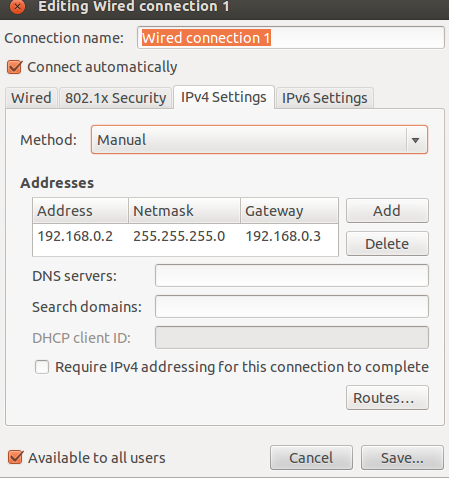 Editing Wired connection 1
Connection name: Wired connection 1
Connect automatically
Wired 802.1x Security IPv4 Settings IPv6 Settings
Method: Manual
Addresses
Address Netmask Gateway Add
192.168.0.2 255.255.255.0 192.168.0.3 Delete
DNS servers:
Search domains:
DHCP client ID:
Require IPv4 addressing for this connection to complete
Routes...
Available to all users Cancel Save...